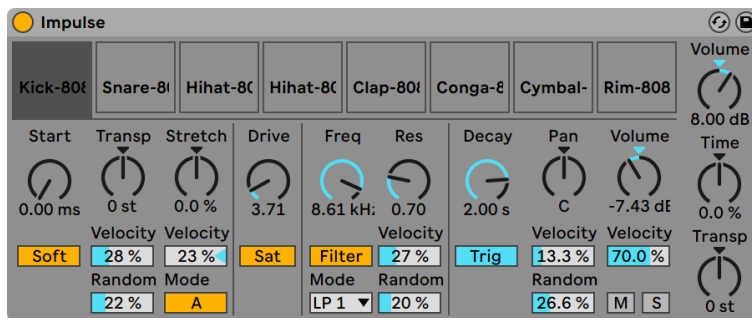 Impulse
Volume
8.00 dB
Kick-808 Snare-80 Hihat-80 Hihat-80 Clap-808 Conga-8 Cymbal- Rim-808
Start Transp Stretch Drive Freq Res Decay Pan Volume Time
0.00 ms 0 st 0.0 % 3.71 8.61 kHz 0.70 2.00 s C -7.43 dB 0.0 %
Velocity Velocity Velocity Velocity Velocity Transp
Soft 28 % 23 % Sat Filter 27 % Trig 13.3 % 70.0 %
Random Mode Mode Random Random
22 % A LP 1 20 % 26.6 % M S 0 st